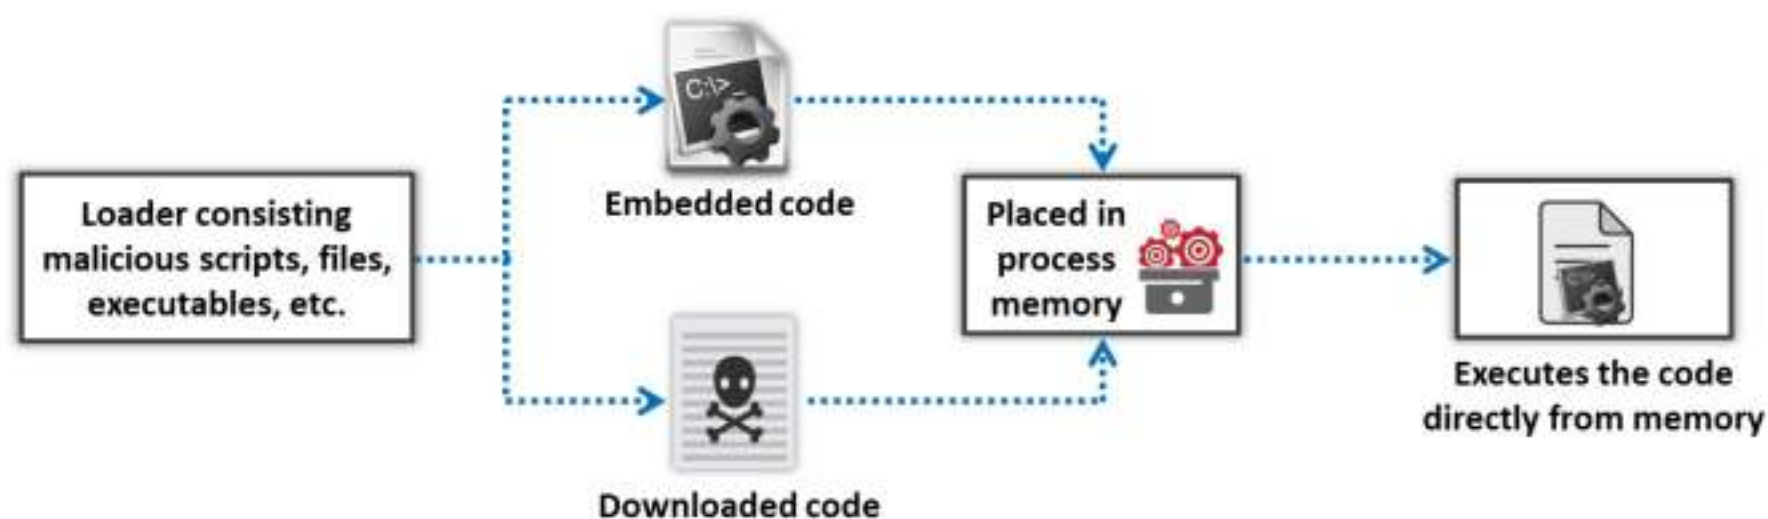 Loader consisting
malicious scripts, files,
executables, etc.
C:\>_
Embedded code
Downloaded code
Placed in
process
memory
Executes the code
directly from memory